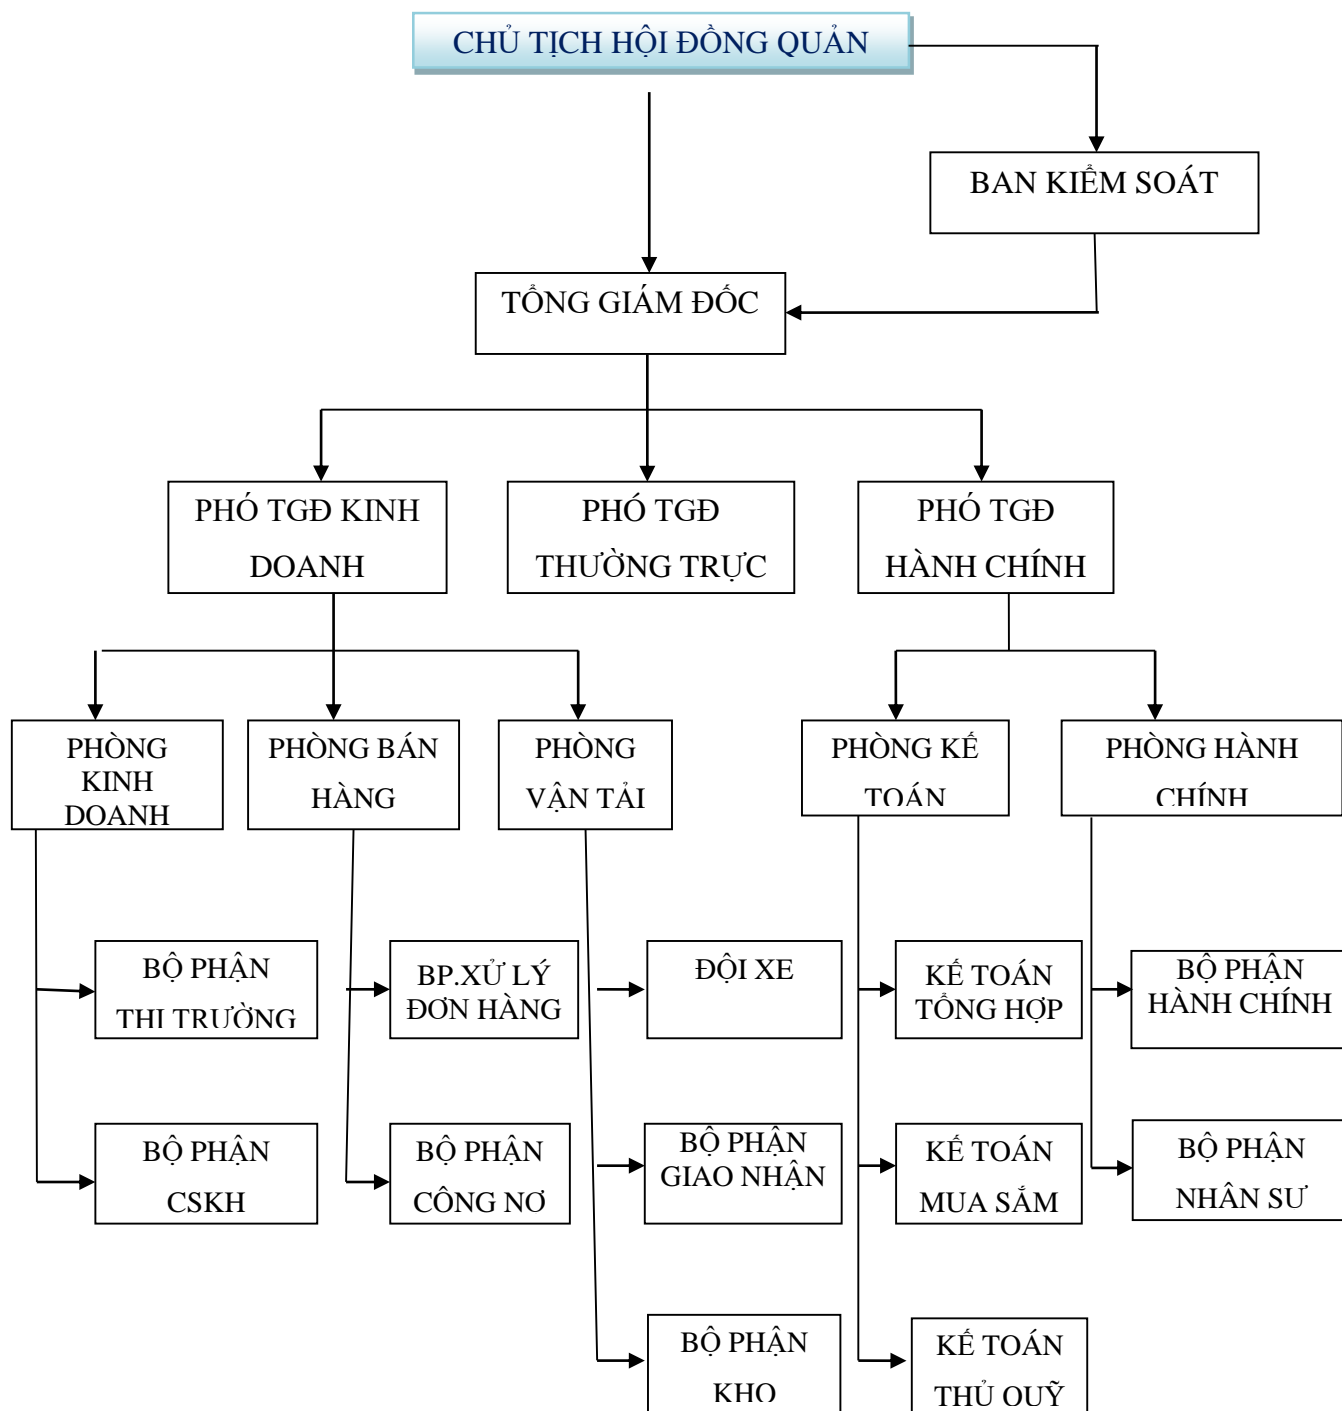 CHỦ TỊCH HỘI ĐỒNG QUẢN
BAN KIỂM SOÁT
TỔNG GIÁM ĐỐC
PHÓ TGĐ KINH
DOANH
PHÓ TGĐ
THƯỜNG TRỰC
PHÓ TGĐ
HÀNH CHÍNH
PHÒNG
KINH
DOANH
PHÒNG BÁN
HÀNG
PHÒNG
VẬN TẢI
PHÒNG KẾ
TOÁN
PHÒNG HÀNH
CHÍNH
BỘ PHẬN
THỊ TRƯỜNG
BP.XỬ LÝ
ĐƠN HÀNG
ĐỘI XE
KẾ TOÁN
TỔNG HỢP
BỘ PHẬN
HÀNH CHÍNH
BỘ PHẬN
CSKH
BỘ PHẬN
CÔNG NỢ
BỘ PHẬN
GIAO NHẬN
KẾ TOÁN
MUA SẮM
BỘ PHẬN
NHÂN SỰ
BỘ PHẬN
KHO
KẾ TOÁN
THỦ QUỸ